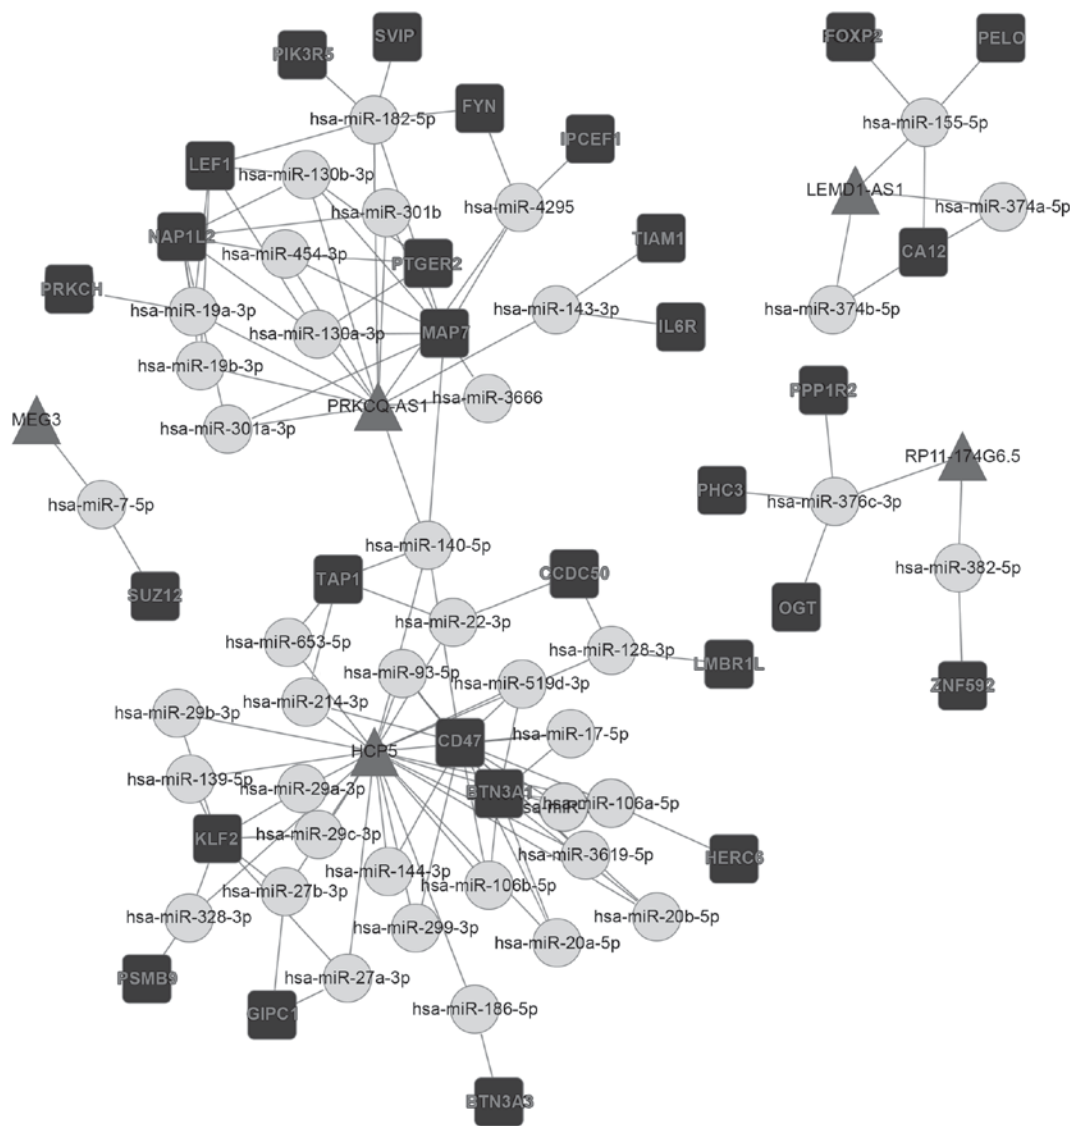 SVIP
FOXP2
PELO
PIK3R5
FYN
hsa-miR-182-5p
hsa-miR-155-5p
IPCEF1
LEF1
hsa-miR-130b-3p
LEMD1-AS1
hsa-miR-374a-5p
hsa-miR-301b
hsa-miR-4295
NAP1L2
TIAM1
hsa-miR-454-3p
PTGER2
CA12
PRKCH
hsa-miR-19a-3p
hsa-miR-143-3p
hsa-miR-374b-5p
hsa-miR-130a-3p
MAP7
IL6R
hsa-miR-19b-3p
PPP1R2
MEG3
PRKCQ-AS1
hsa-miR-3666
hsa-miR-301a-3p
RP11-174G6.5
PHC3
hsa-miR-376c-3p
hsa-miR-7-5p
hsa-miR-140-5p
hsa-miR-382-5p
TAP1
CCDC50
SUZ12
OGT
hsa-miR-22-3p
hsa-miR-653-5p
hsa-miR-128-3p
LMBR1L
hsa-miR-93-5p
hsa-miR-519d-3p
ZNF592
hsa-miR-214-3p
hsa-miR-29b-3p
hsa-miR-17-5p
CD47
HCP5
hsa-miR-139-5p
hsa-miR-29a-3p
BTN3A1
hsa-miR
hsa-miR-106a-5p
KLF2
hsa-miR-29c-3p
hsa-miR-3619-5p
HERC6
hsa-miR-144-3p
hsa-miR-106b-5p
hsa-miR-27b-3p
hsa-miR-328-3p
hsa-miR-299-3p
hsa-miR-20b-5p
hsa-miR-20a-5p
PSMB9
hsa-miR-27a-3p
GIPC1
hsa-miR-186-5p
BTN3A3